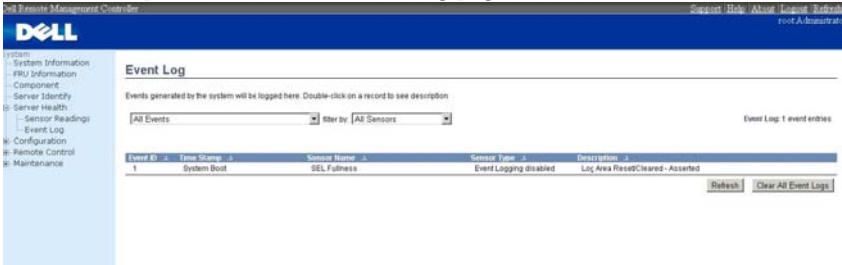 Dell Remote Management Controller
Support Help About Logout Refresh
root Administrato
DELL
System
System Information
FRU Information
Component
Server Identify
Server Health
Sensor Readings
Event Log
Configuration
Remote Control
Maintenance
Event Log
Events generated by the system will be logged here. Double-click on a record to see description
All Events filter by: All Sensors
Event Log: 1 event entries
Event ID Time Stamp Sensor Name Sensor Type Description
1 System Boot SEL Fullness Event Logging disabled Log Area Reset/Cleared - Asserted
Refresh Clear All Event Logs